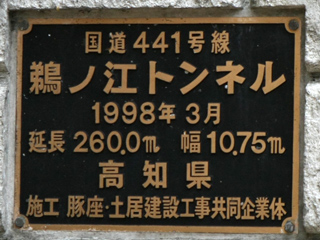 国道441号線
鵜ノ江トンネル
1998年 3月
延長 260.0m 幅 10.75m
高知県
施工 豚座・土居建設工事共同企業体